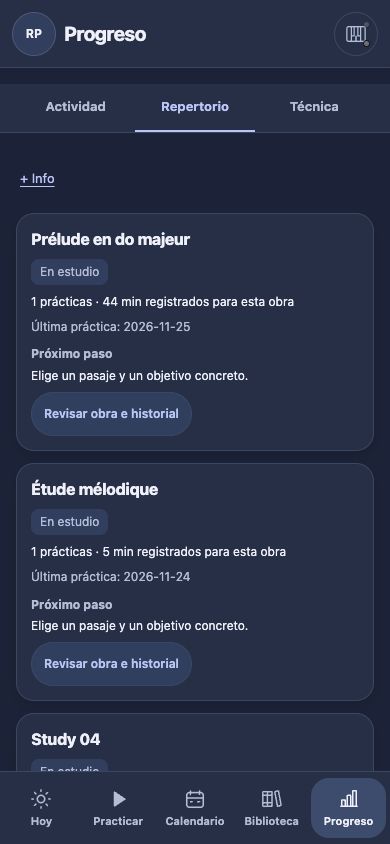 RP
Progreso
Actividad
Repertorio
Técnica
+ Info
Prélude en do majeur
En estudio
1 prácticas · 44 min registrados para esta obra
Última práctica: 2026-11-25
Próximo paso
Elige un pasaje y un objetivo concreto.
Revisar obra e historial
Étude mélodique
En estudio
1 prácticas · 5 min registrados para esta obra
Última práctica: 2026-11-24
Próximo paso
Elige un pasaje y un objetivo concreto.
Revisar obra e historial
Study 04
En estudio
Hoy
Practicar
Calendario
Biblioteca
Progreso